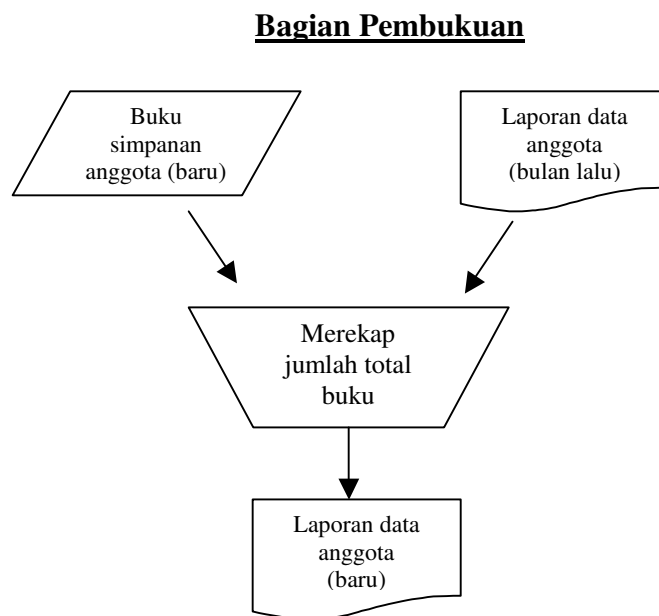 Bagian Pembukuan
Buku
simpanan
anggota (baru)
Laporan data
anggota
(bulan lalu)
Merekap
jumlah total
buku
Laporan data
anggota
(baru)